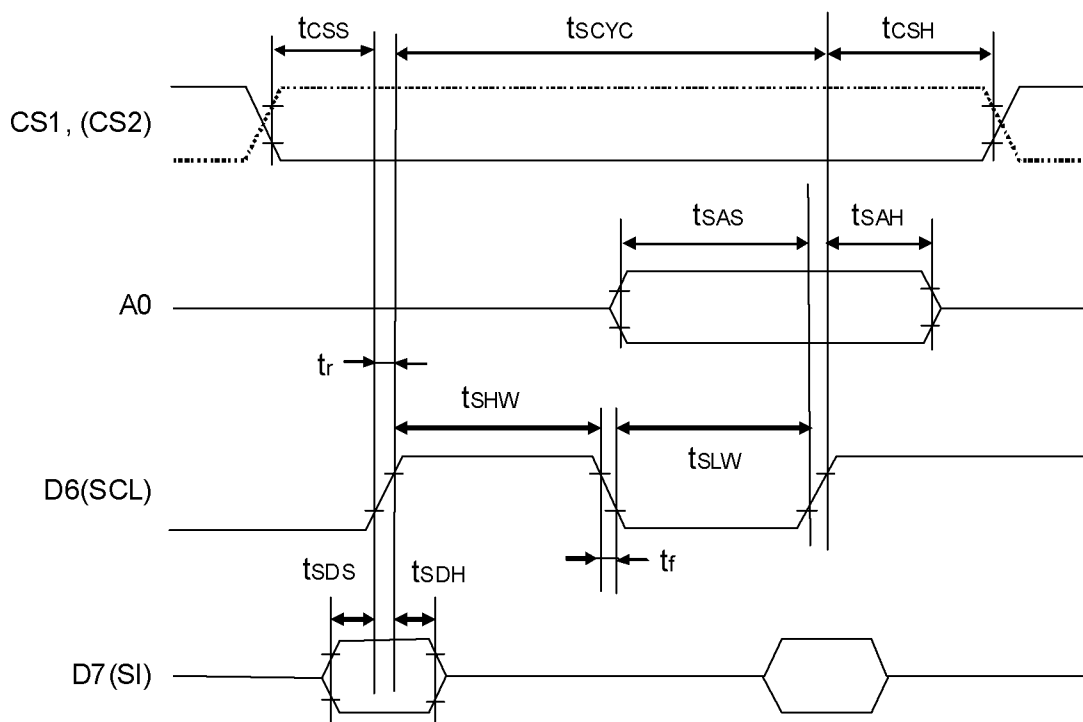 tCSS tSCYC tCSH
CS1, (CS2)
tSAS tSAH
A0
tr
tSHW
tSLW
D6(SCL)
tSDS tSDH tf
D7(SI)